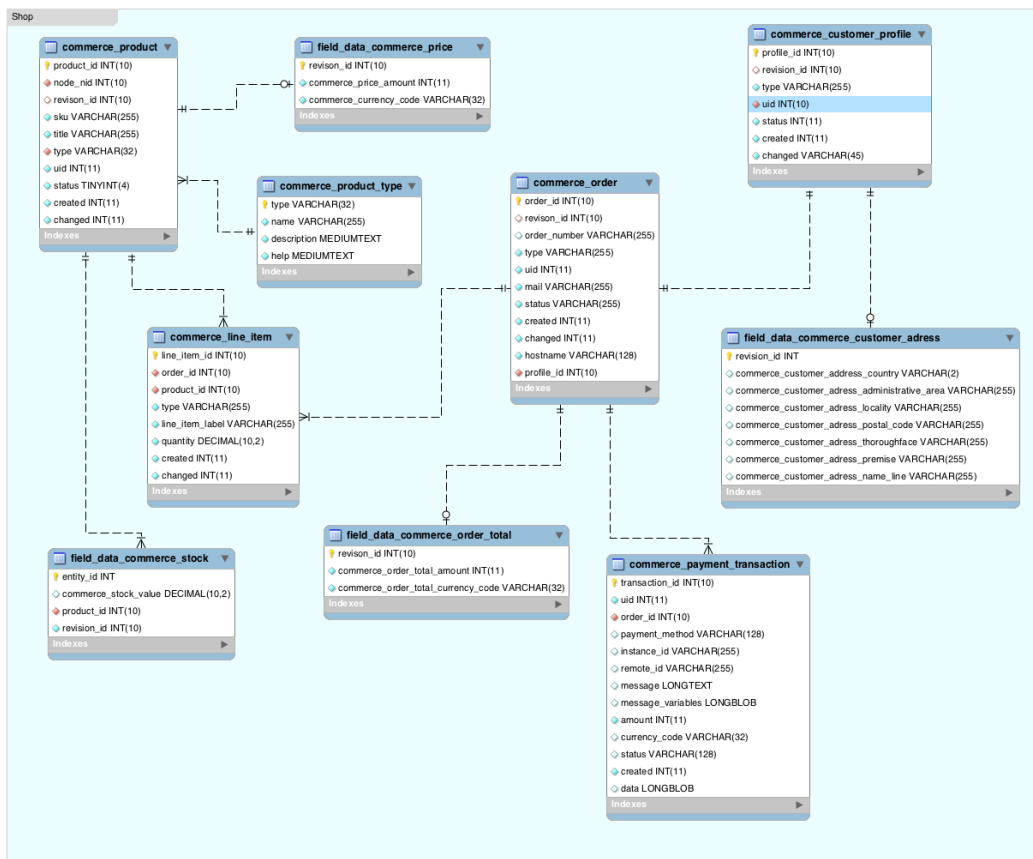 Shop
commerce_product
product_id INT(10)
node_nid INT(10)
revison_id INT(10)
sku VARCHAR(255)
title VARCHAR(255)
type VARCHAR(32)
uid INT(11)
status TINYINT(4)
created INT(11)
changed INT(11)
Indexes
field_data_commerce_price
revison_id INT(10)
commerce_price_amount INT(11)
commerce_currency_code VARCHAR(32)
Indexes
commerce_customer_profile
profile_id INT(10)
revision_id INT(10)
type VARCHAR(255)
uid INT(10)
status INT(11)
created INT(11)
changed VARCHAR(45)
Indexes
commerce_product_type
type VARCHAR(32)
name VARCHAR(255)
description MEDIUMTEXT
help MEDIUMTEXT
Indexes
commerce_order
order_id INT(10)
revison_id INT(10)
order_number VARCHAR(255)
type VARCHAR(255)
uid INT(11)
mail VARCHAR(255)
status VARCHAR(255)
created INT(11)
changed INT(11)
hostname VARCHAR(128)
profile_id INT(10)
Indexes
commerce_line_item
line_item_id INT(10)
order_id INT(10)
product_id INT(10)
type VARCHAR(255)
line_item_label VARCHAR(255)
quantity DECIMAL(10,2)
created INT(11)
changed INT(11)
Indexes
field_data_commerce_customer_adress
revision_id INT
commerce_customer_address_country VARCHAR(2)
commerce_customer_adress_administrative_area VARCHAR(255)
commerce_customer_adress_locality VARCHAR(255)
commerce_customer_adress_postal_code VARCHAR(255)
commerce_customer_adress_thoroughface VARCHAR(255)
commerce_customer_adress_premise VARCHAR(255)
commerce_customer_adress_name_line VARCHAR(255)
Indexes
field_data_commerce_stock
entity_id INT
commerce_stock_value DECIMAL(10,2)
product_id INT(10)
revision_id INT(10)
Indexes
field_data_commerce_order_total
revison_id INT(10)
commerce_order_total_amount INT(11)
commerce_order_total_currency_code VARCHAR(32)
Indexes
commerce_payment_transaction
transaction_id INT(10)
uid INT(11)
order_id INT(10)
payment_method VARCHAR(128)
instance_id VARCHAR(255)
remote_id VARCHAR(255)
message LONGTEXT
message_variables LONGBLOB
amount INT(11)
currency_code VARCHAR(32)
status VARCHAR(128)
created INT(11)
data LONGBLOB
Indexes